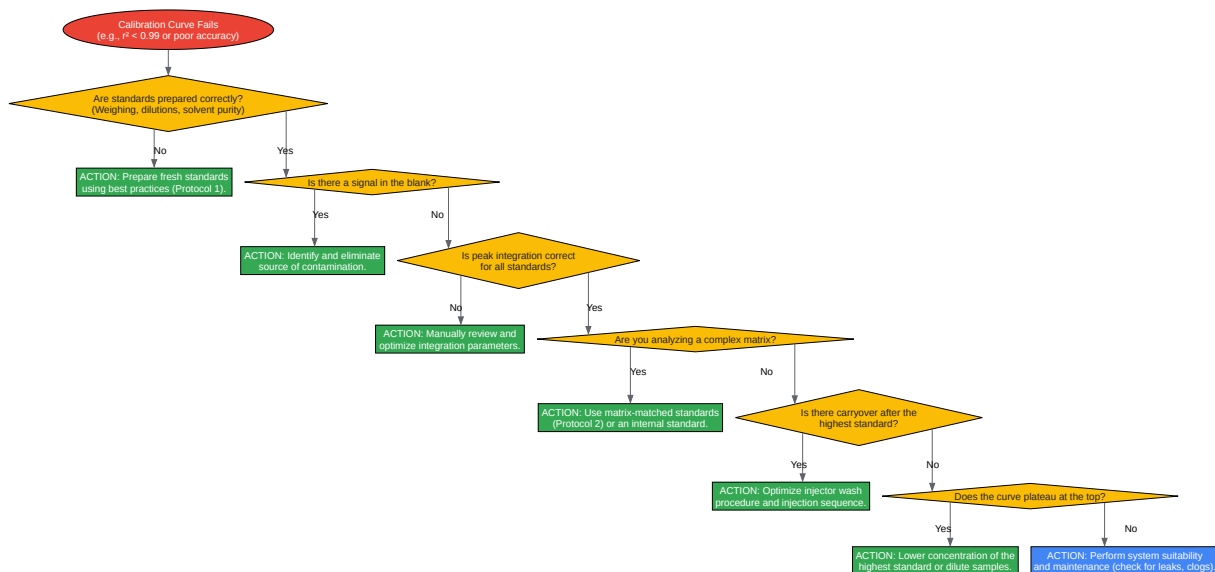 Calibration Curve Fails
(e.g., r² < 0.99 or poor accuracy)
Are standards prepared correctly?
(Weighing, dilutions, solvent purity)
No
Yes
ACTION: Prepare fresh standards
using best practices (Protocol 1).
Is there a signal in the blank?
Yes
No
ACTION: Identify and eliminate
source of contamination.
Is peak integration correct
for all standards?
No
Yes
ACTION: Manually review and
optimize integration parameters.
Are you analyzing a complex matrix?
Yes
No
ACTION: Use matrix-matched standards
(Protocol 2) or an internal standard.
Is there carryover after the
highest standard?
Yes
No
ACTION: Optimize injector wash
procedure and injection sequence.
Does the curve plateau at the top?
Yes
No
ACTION: Lower concentration of the
highest standard or dilute samples.
ACTION: Perform system suitability
and maintenance (check for leaks, clogs).